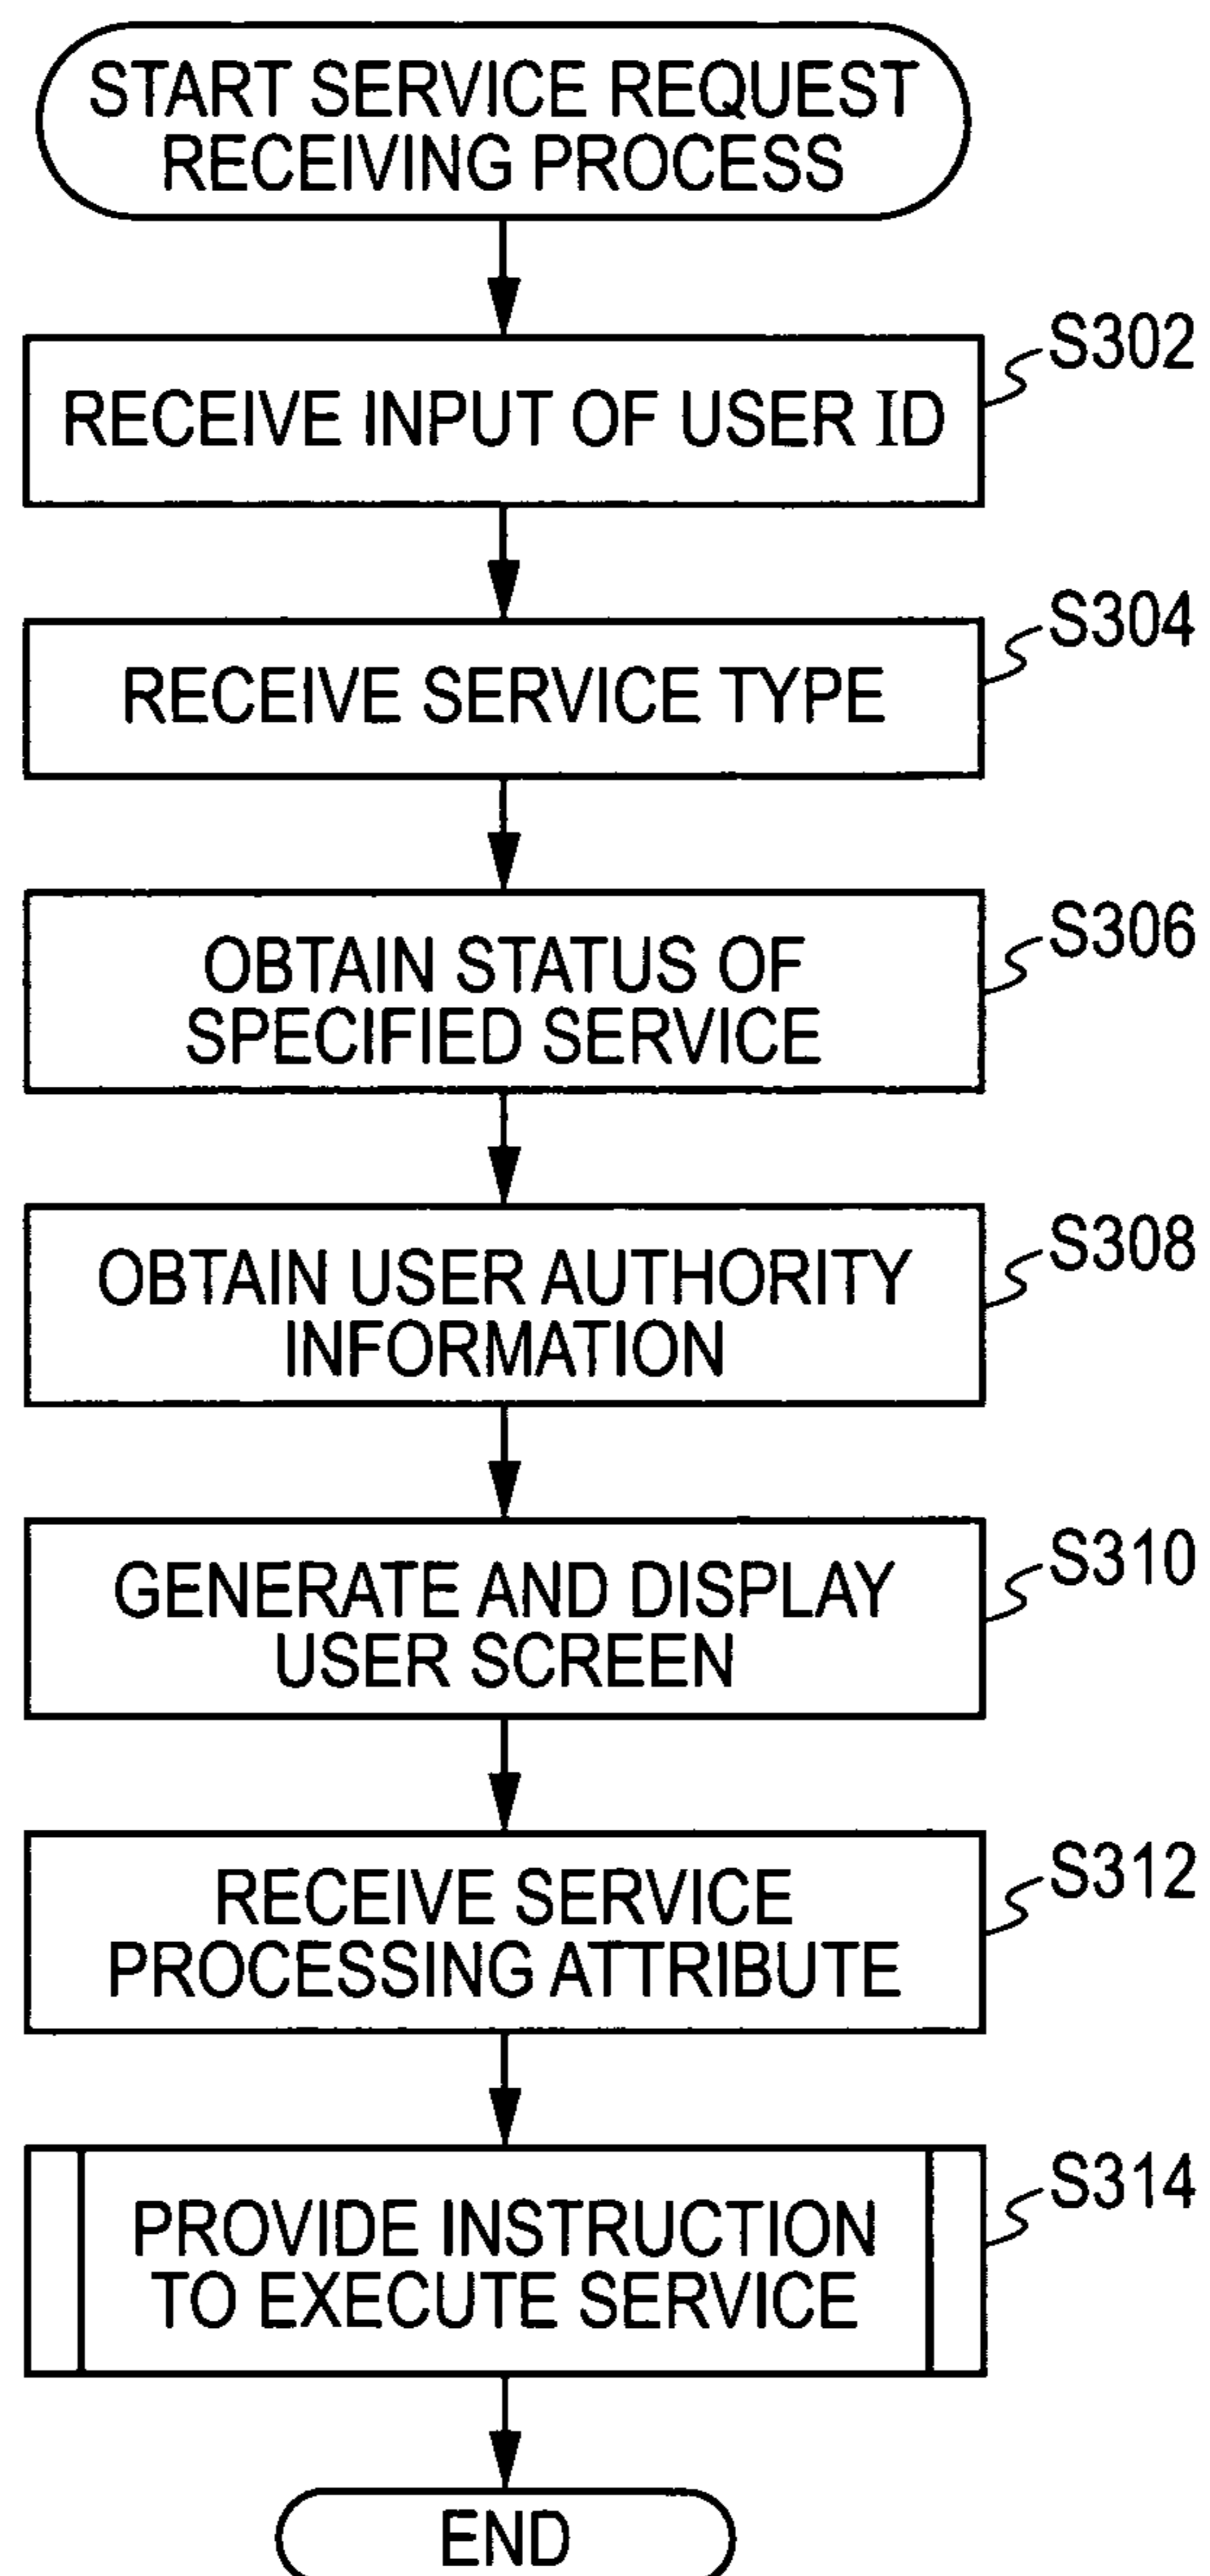 START SERVICE REQUEST
RECEIVING PROCESS
S302
RECEIVE INPUT OF USER ID
S304
RECEIVE SERVICE TYPE
S306
OBTAIN STATUS OF
SPECIFIED SERVICE
S308
OBTAIN USER AUTHORITY
INFORMATION
S310
GENERATE AND DISPLAY
USER SCREEN
S312
RECEIVE SERVICE
PROCESSING ATTRIBUTE
S314
PROVIDE INSTRUCTION
TO EXECUTE SERVICE
END